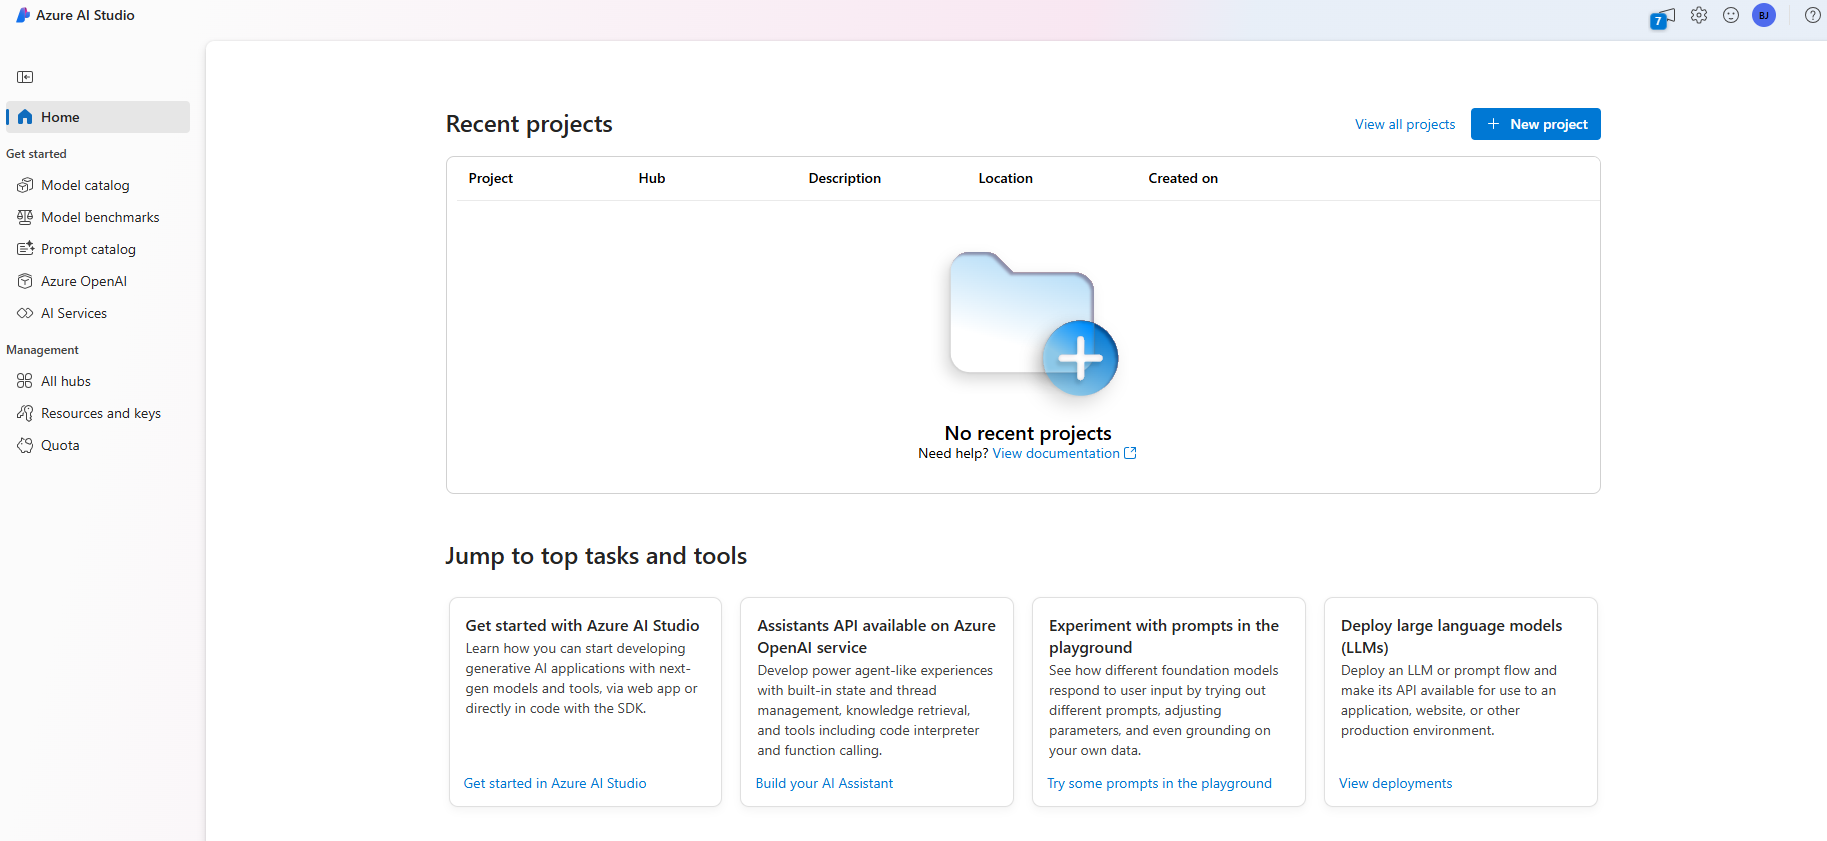 Azure AI Studio
7
BJ
Home
Get started
Model catalog
Model benchmarks
Prompt catalog
Azure OpenAI
AI Services
Management
All hubs
Resources and keys
Quota
Recent projects
View all projects
+ New project
Project Hub Description Location Created on
No recent projects
Need help? View documentation
Jump to top tasks and tools
Get started with Azure AI Studio
Learn how you can start developing
generative AI applications with next-
gen models and tools, via web app or
directly in code with the SDK.
Get started in Azure AI Studio
Assistants API available on Azure
OpenAI service
Develop power agent-like experiences
with built-in state and thread
management, knowledge retrieval,
and tools including code interpreter
and function calling.
Build your AI Assistant
Experiment with prompts in the
playground
See how different foundation models
respond to user input by trying out
different prompts, adjusting
parameters, and even grounding on
your own data.
Try some prompts in the playground
Deploy large language models
(LLMs)
Deploy an LLM or prompt flow and
make its API available for use to an
application, website, or other
production environment.
View deployments